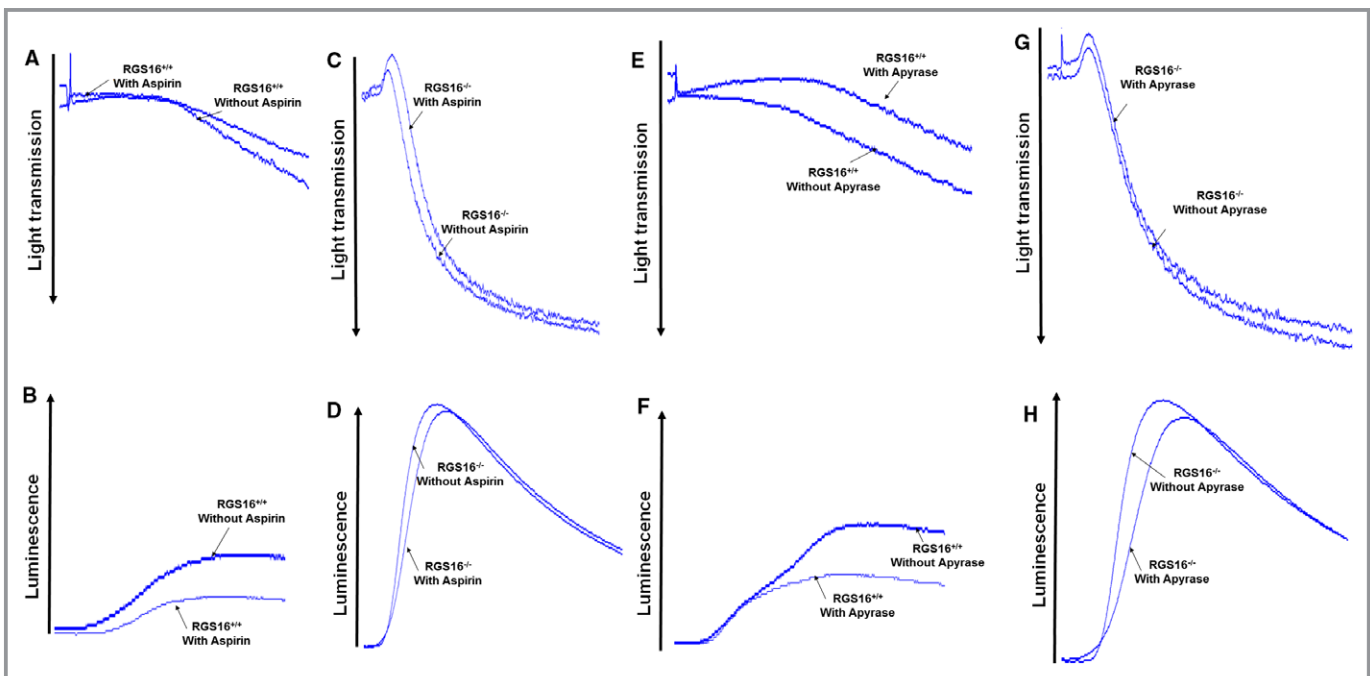 A
Light transmission
RGS16+/+
With Aspirin
RGS16+/+
Without Aspirin
C
Light transmission
RGS16-/-
With Aspirin
RGS16-/-
Without Aspirin
E
Light transmission
RGS16+/+
With Apyrase
RGS16+/+
Without Apyrase
G
Light transmission
RGS16-/-
With Apyrase
RGS16-/-
Without Apyrase
B
Luminescence
RGS16+/+
Without Aspirin
RGS16+/+
With Aspirin
D
Luminescence
RGS16-/-
Without Aspirin
RGS16-/-
With Aspirin
F
Luminescence
RGS16+/+
Without Apyrase
RGS16+/+
With Apyrase
H
Luminescence
RGS16-/-
Without Apyrase
RGS16-/-
With Apyrase